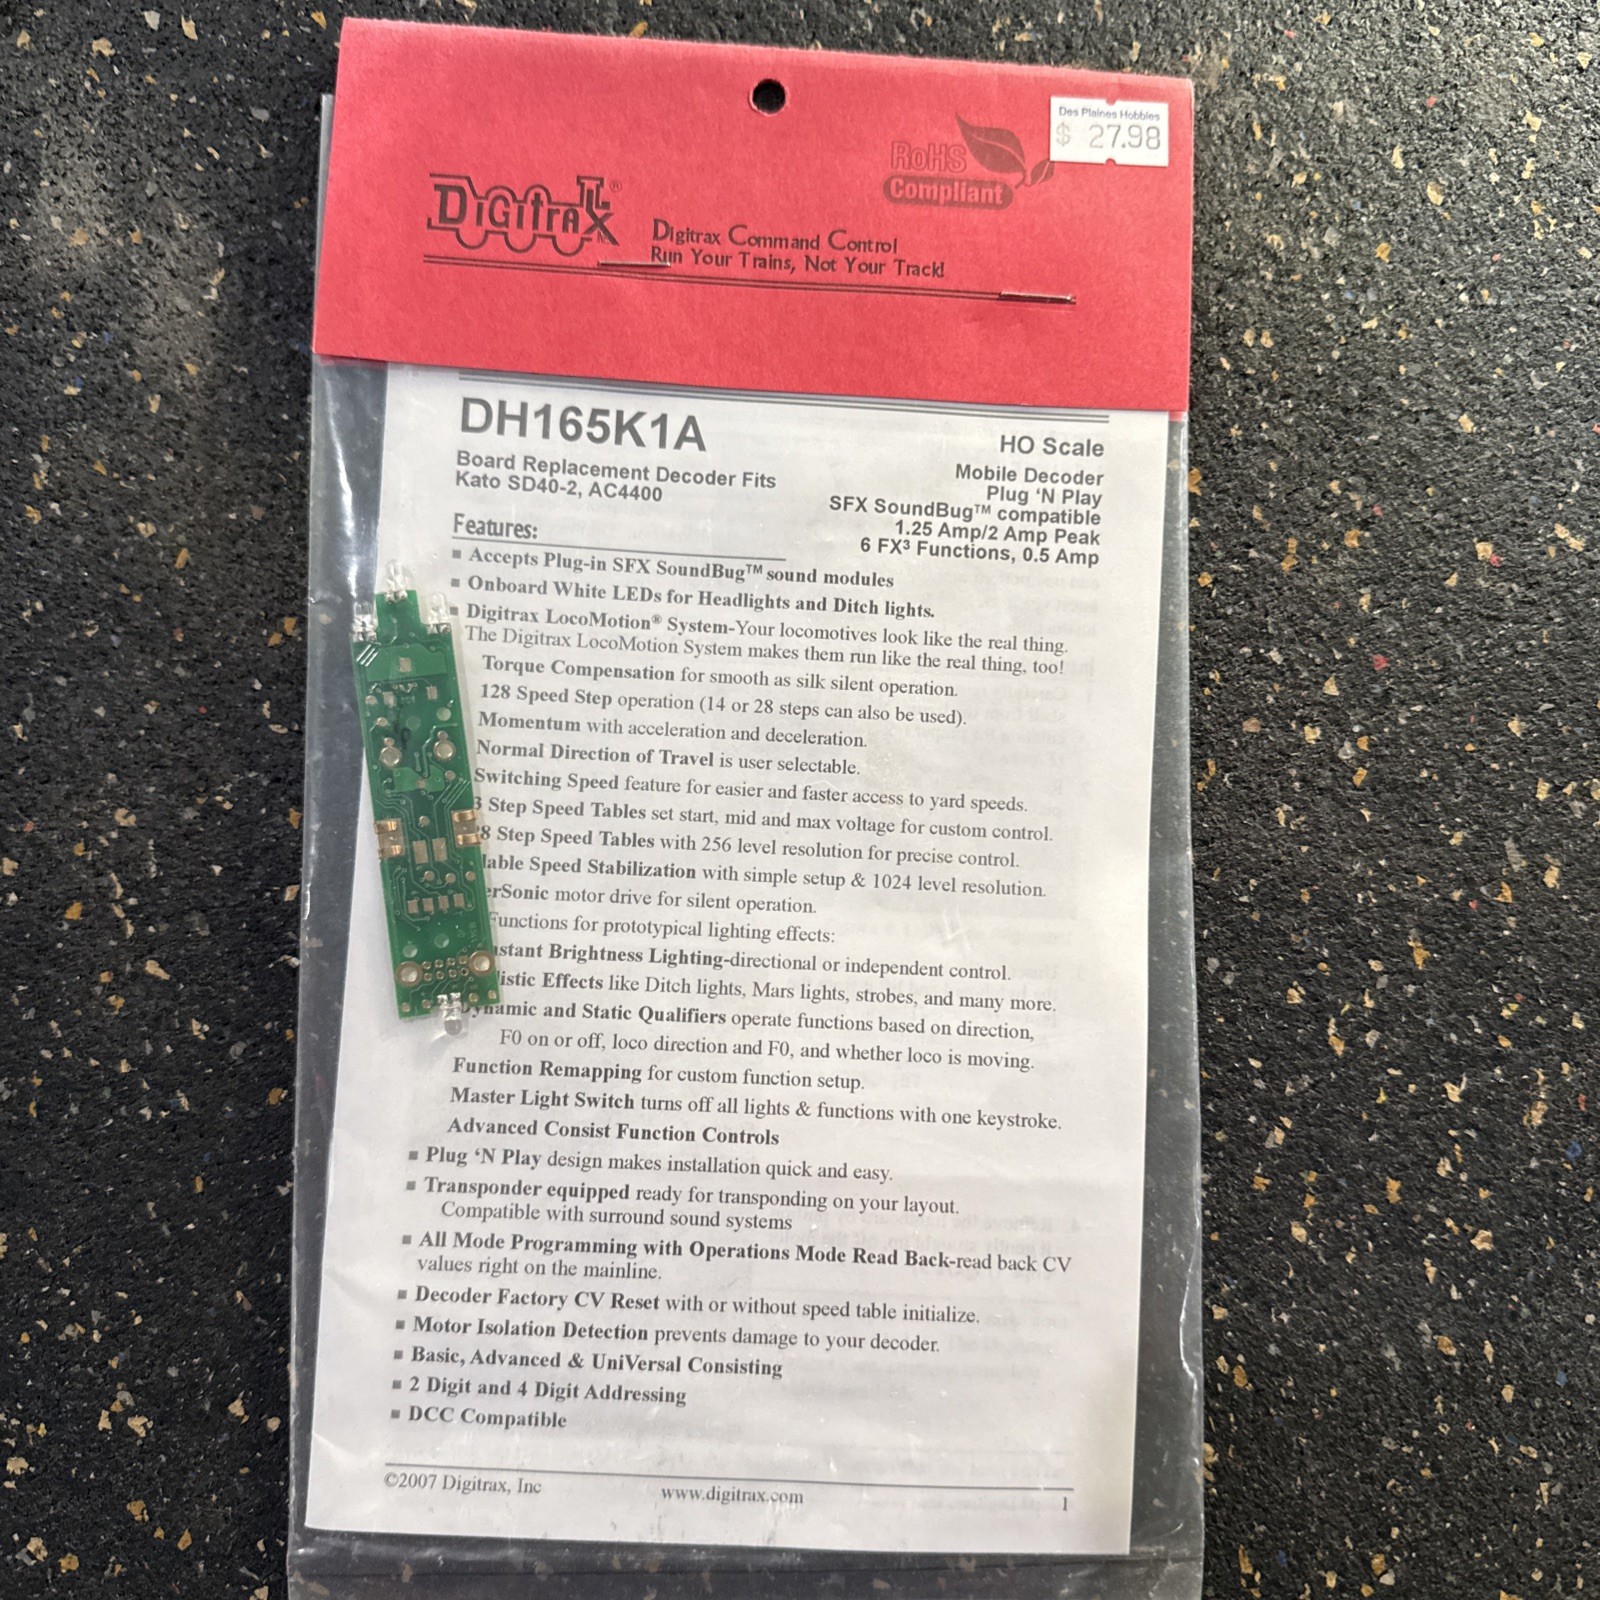 Des Plaines Hobbies
$ 27.98
RoHS
Compliant
DIGITRAX®
Digitrax Command Control
Run Your Trains, Not Your Track!
DH165K1A
Board Replacement Decoder Fits
Kato SD40-2, AC4400
HO Scale
Mobile Decoder
Plug ‘N Play
SFX SoundBug™ compatible
1.25 Amp/2 Amp Peak
6 FX³ Functions, 0.5 Amp
Features:
▪ Accepts Plug-in SFX SoundBug™ sound modules
▪ Onboard White LEDs for Headlights and Ditch lights.
▪ Digitrax LocoMotion® System-Your locomotives look like the real thing.
The Digitrax LocoMotion System makes them run like the real thing, too!
Torque Compensation for smooth as silk silent operation.
128 Speed Step operation (14 or 28 steps can also be used).
Momentum with acceleration and deceleration.
Normal Direction of Travel is user selectable.
Switching Speed feature for easier and faster access to yard speeds.
3 Step Speed Tables set start, mid and max voltage for custom control.
8 Step Speed Tables with 256 level resolution for precise control.
Speed Stabilization with simple setup & 1024 level resolution.
motor drive for silent operation.
Functions for prototypical lighting effects:
Brightness Lighting-directional or independent control.
Effects like Ditch lights, Mars lights, strobes, and many more.
Dynamic and Static Qualifiers operate functions based on direction,
F0 on or off, loco direction and F0, and whether loco is moving.
Function Remapping for custom function setup.
Master Light Switch turns off all lights & functions with one keystroke.
Advanced Consist Function Controls
▪ Plug ‘N Play design makes installation quick and easy.
▪ Transponder equipped ready for transponding on your layout.
Compatible with surround sound systems
▪ All Mode Programming with Operations Mode Read Back-read back CV
values right on the mainline.
▪ Decoder Factory CV Reset with or without speed table initialize.
▪ Motor Isolation Detection prevents damage to your decoder.
▪ Basic, Advanced & UniVersal Consisting
▪ 2 Digit and 4 Digit Addressing
▪ DCC Compatible
©2007 Digitrax, Inc
www.digitrax.com
1